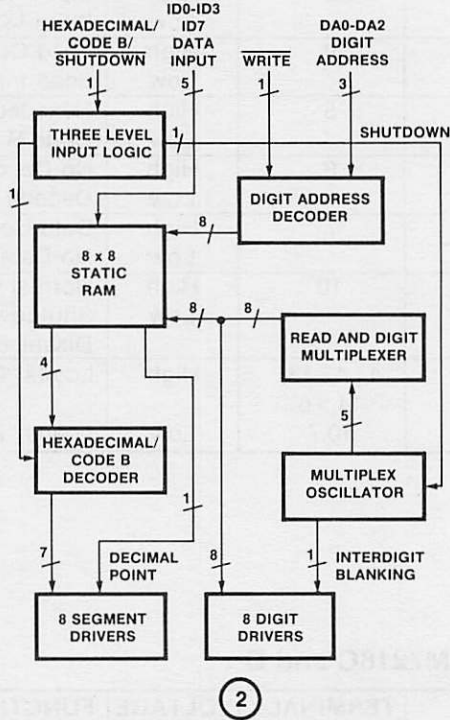 HEXADECIMAL/
CODE B/
SHUTDOWN
ID0-ID3
ID7
DATA
INPUT
WRITE
DA0-DA2
DIGIT
ADDRESS
1
5
1
3
THREE LEVEL
INPUT LOGIC
1
SHUTDOWN
1
DIGIT ADDRESS
DECODER
8
8 x 8
STATIC
RAM
8
8
READ AND DIGIT
MULTIPLEXER
4
5
HEXADECIMAL/
CODE B
DECODER
1
MULTIPLEX
OSCILLATOR
7
DECIMAL
POINT
8
1
INTERDIGIT
BLANKING
8 SEGMENT
DRIVERS
8 DIGIT
DRIVERS
2